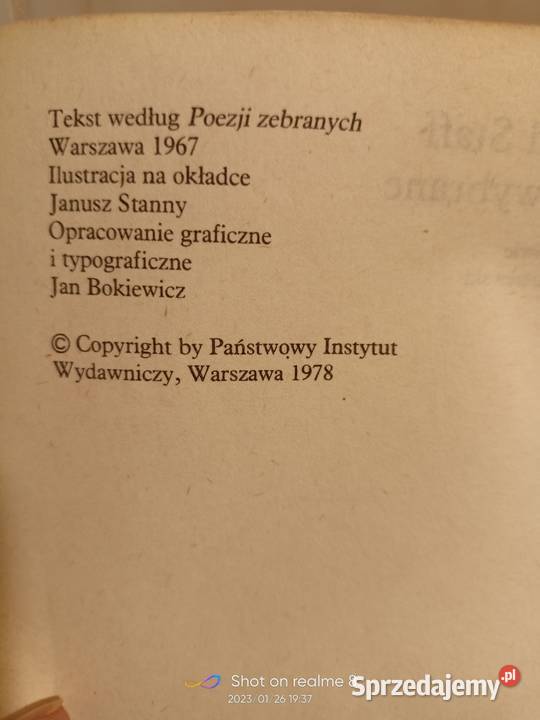 Tekst według Poezji zebranych
Warszawa 1967
Ilustracja na okładce
Janusz Stanny
Opracowanie graficzne
i typograficzne
Jan Bokiewicz
© Copyright by Państwowy Instytut
Wydawniczy, Warszawa 1978
Shot on realme 8
2023/01/26 19:37
Sprzedajemy.pl